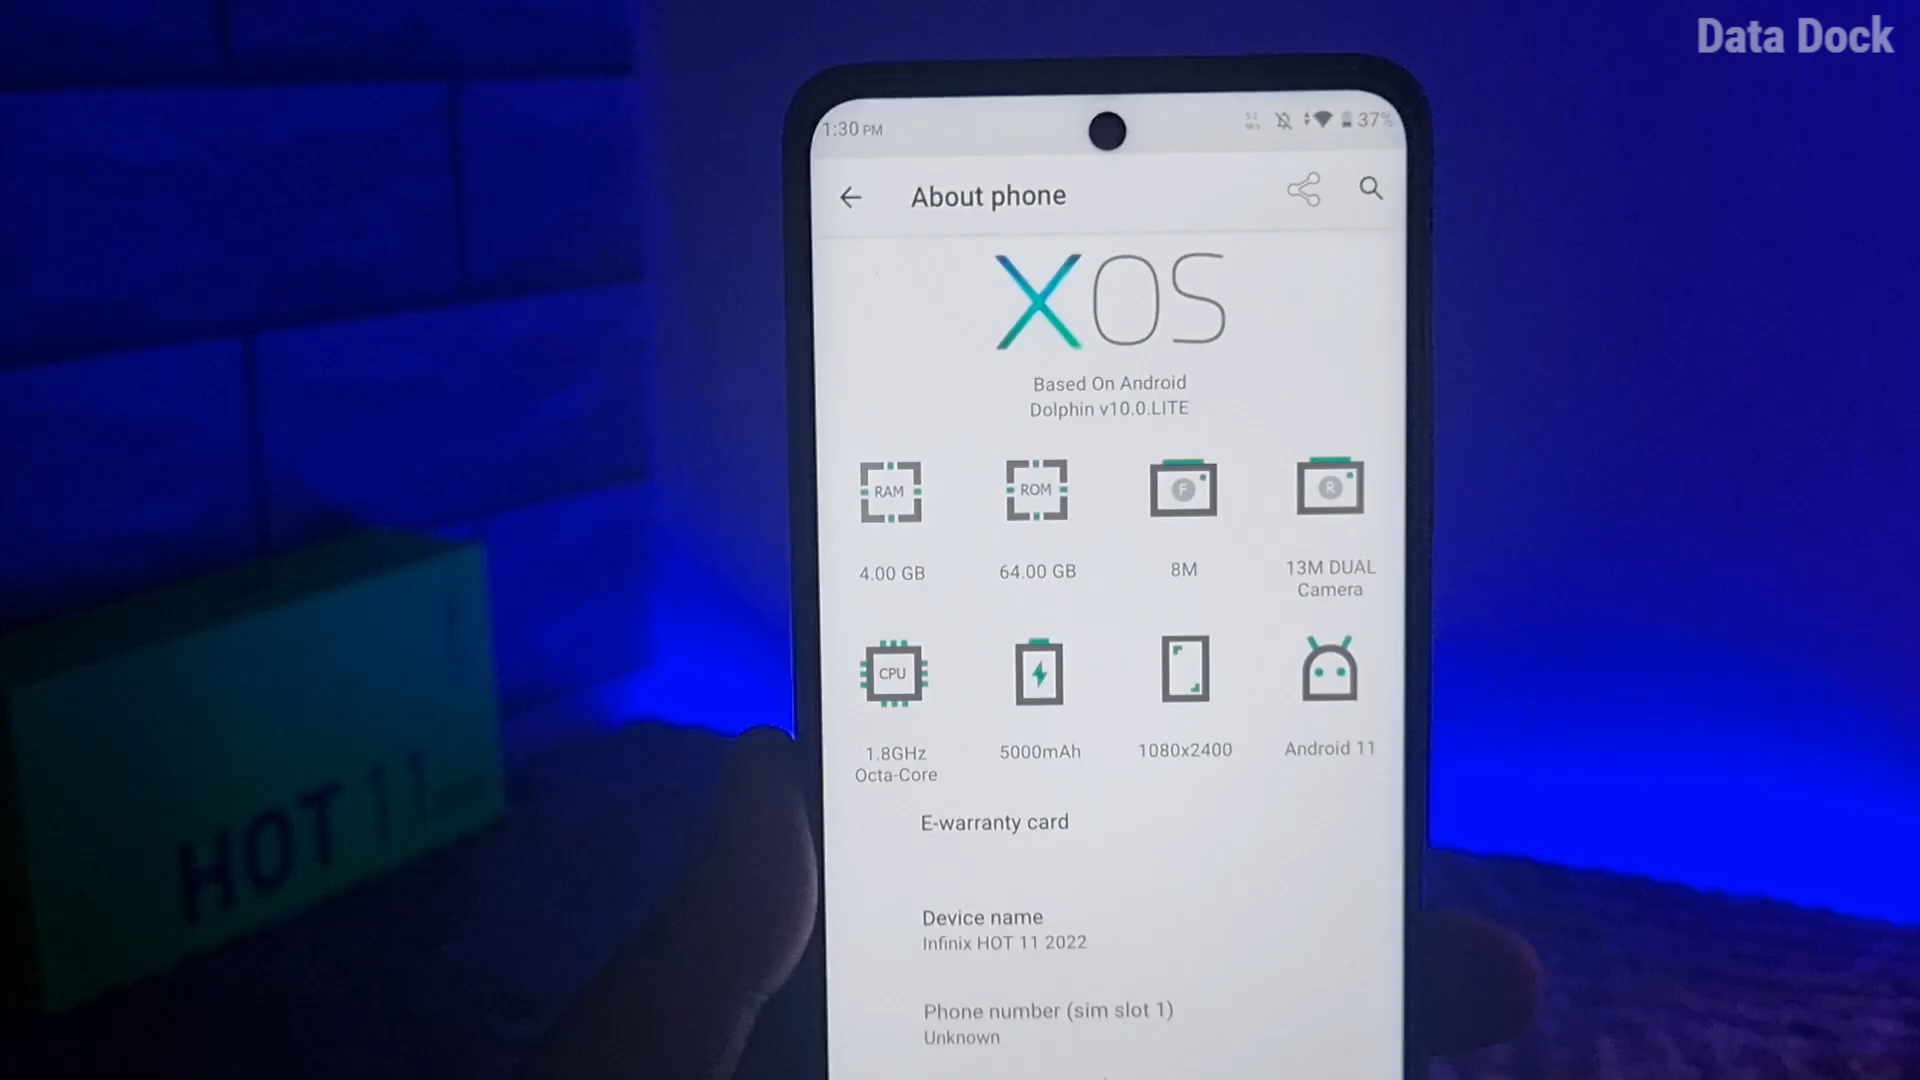 Data Dock
1:30 PM
37%
About phone
XOS
Based On Android
Dolphin v10.0.LITE
RAM
ROM
F
R
4.00 GB
64.00 GB
8M
13M DUAL
Camera
CPU
1.8GHz
Octa-Core
5000mAh
1080x2400
Android 11
E-warranty card
Device name
Infinix HOT 11 2022
Phone number (sim slot 1)
Unknown
HOT 11